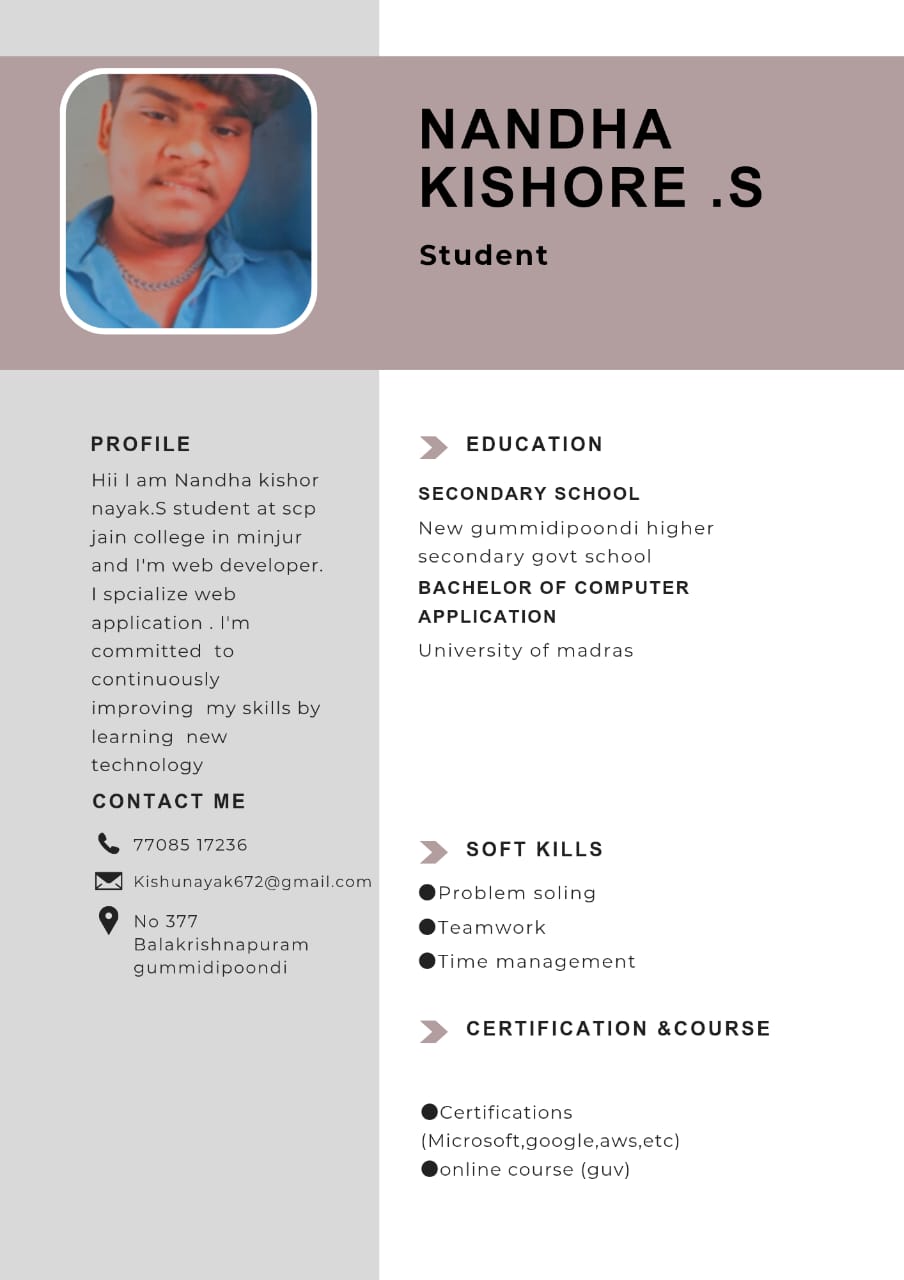 NANDHA
KISHORE .S
Student
PROFILE
Hii I am Nandha kishor
nayak.S student at scp
jain college in minjur
and I'm web developer.
I spcialize web
application . I'm
committed  to
continuously
improving  my skills by
learning  new
technology
CONTACT ME
77085 17236
Kishunayak672@gmail.com
No 377
Balakrishnapuram
gummidipoondi
EDUCATION
SECONDARY SCHOOL
New gummidipoondi higher
secondary govt school
BACHELOR OF COMPUTER
APPLICATION
University of madras
SOFT KILLS
●Problem soling
●Teamwork
●Time management
CERTIFICATION &COURSE
●Certifications
(Microsoft,google,aws,etc)
●online course (guv)